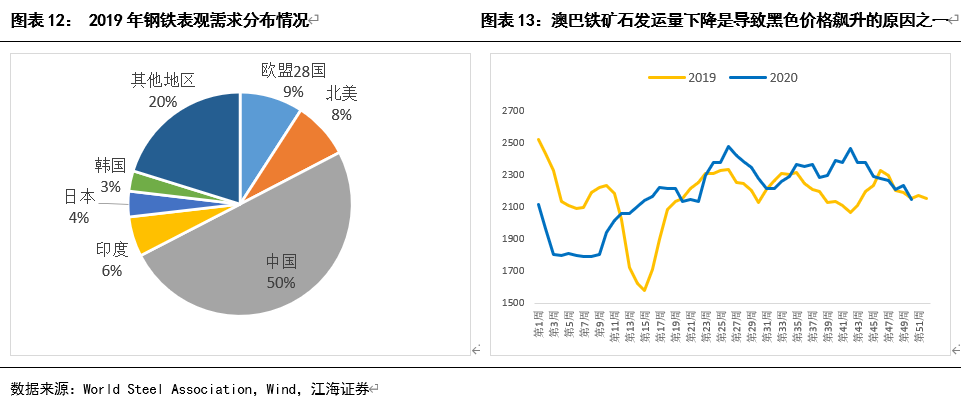 图表 12： 2019 年钢铁表观需求分布情况
图表 13：澳巴铁矿石发运量下降是导致黑色价格飙升的原因之一
欧盟28国
9%
北美
8%
中国
50%
印度
6%
日本
4%
韩国
3%
其他地区
20%
2019
2020
2700
2500
2300
2100
1900
1700
1500
第1周
第3周
第5周
第7周
第9周
第11周
第13周
第15周
第17周
第19周
第21周
第23周
第25周
第27周
第29周
第31周
第33周
第35周
第37周
第39周
第41周
第43周
第45周
第47周
第49周
第51周
数据来源：World Steel Association，Wind，江海证券